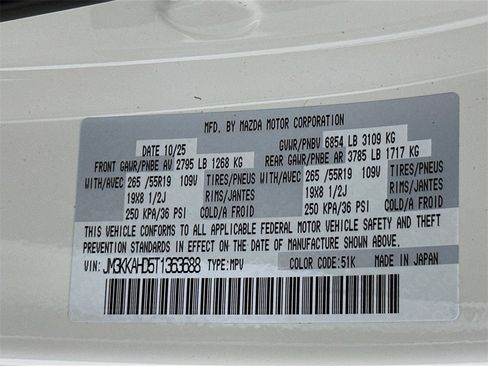 MFD. BY MAZDA MOTOR CORPORATION
DATE 10/25 GVWR/PNBV 6854 LB 3109 KG
FRONT GAWR/PNBE AV 2795 LB 1268 KG REAR GAWR/PNBE AR 3785 LB 1717 KG
WITH/AVEC 265 /55R19 109V TIRES/PNEUS WITH/AVEC 265 /55R19 109V TIRES/PNEUS
19X8 1/2J RIMS/JANTES 19X8 1/2J RIMS/JANTES
250 KPA/36 PSI COLD/A FROID 250 KPA/36 PSI COLD/A FROID
THIS VEHICLE CONFORMS TO ALL APPLICABLE FEDERAL MOTOR VEHICLE SAFETY AND THEFT
PREVENTION STANDARDS IN EFFECT ON THE DATE OF MANUFACTURE SHOWN ABOVE.
VIN: JM3KKAHD5T1363688 TYPE:MPV COLOR CODE:51K MADE IN JAPAN